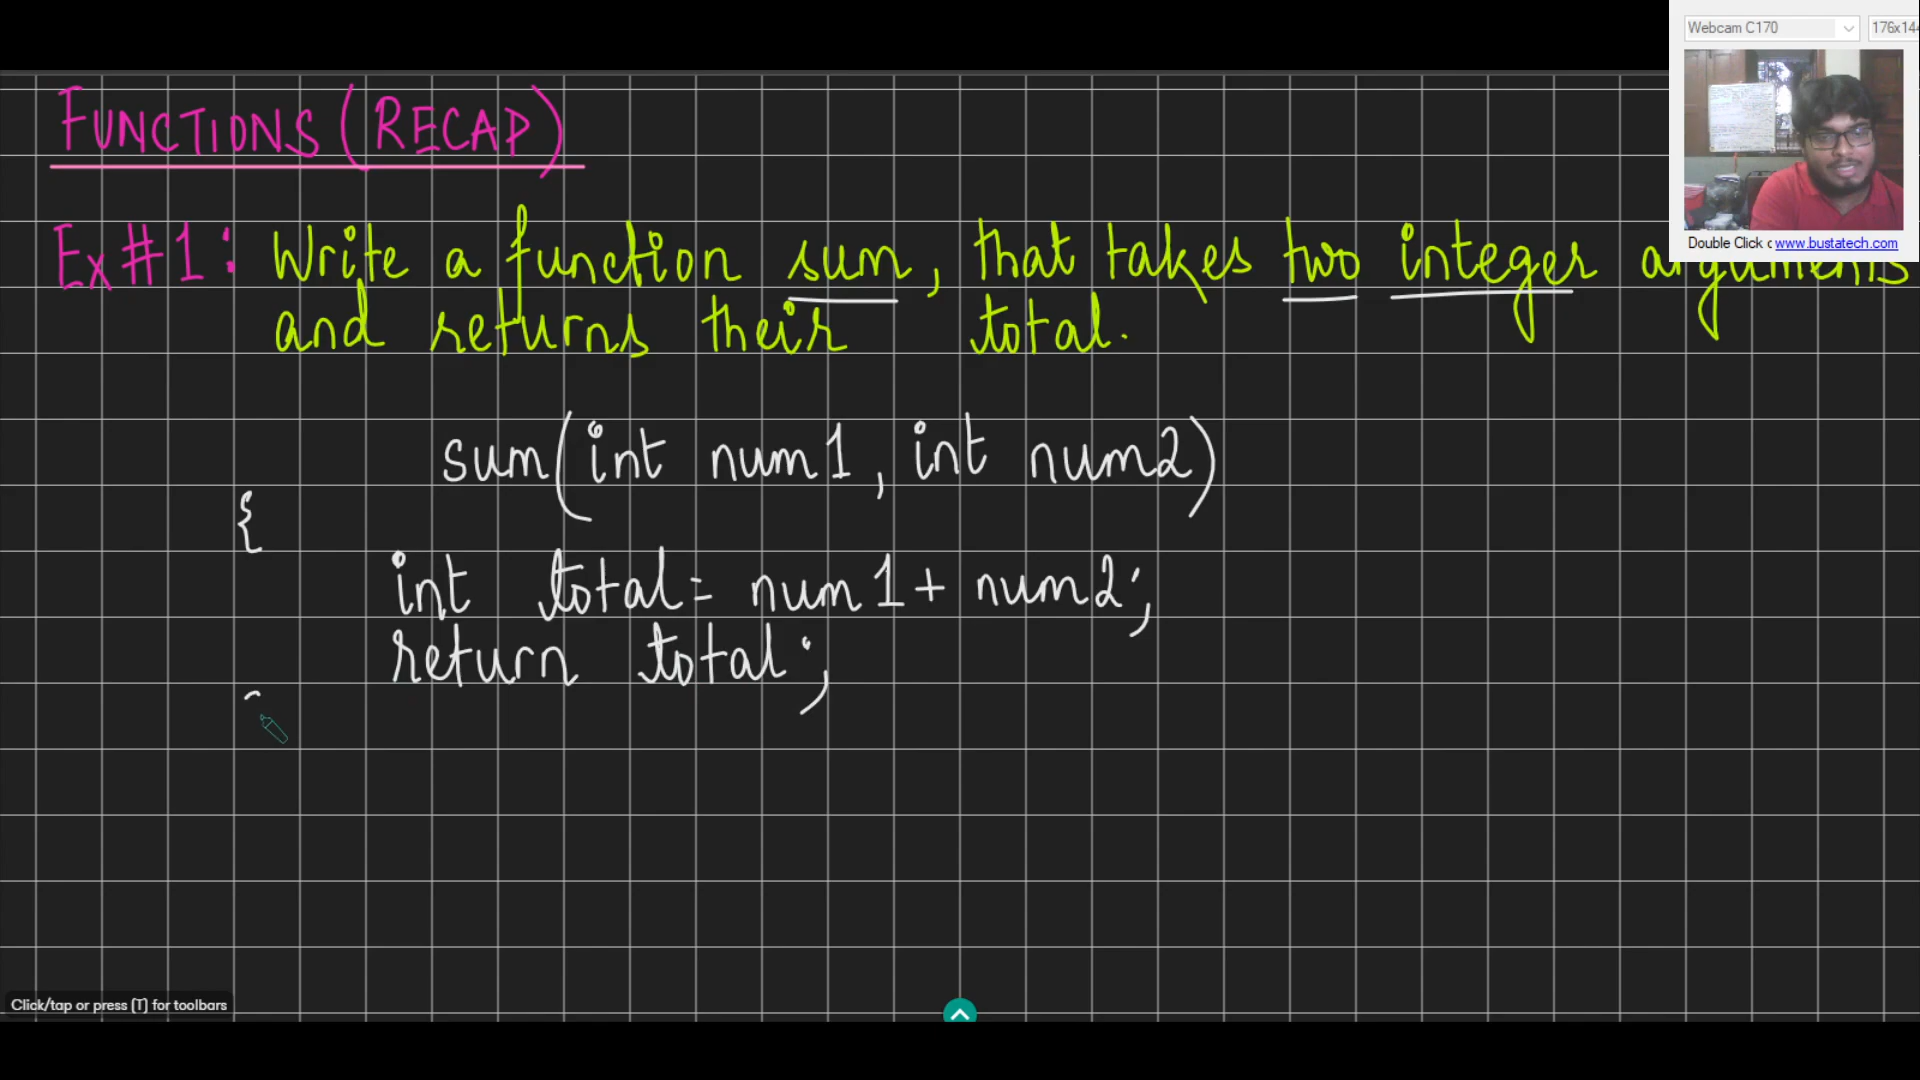 Webcam C170
176x144
Double Click
www.bustatech.com
FUNCTIONS (RECAP)
Ex#1: Write a function sum, that takes two integer arguments
and returns their total.
sum(int num1, int num2)
{
int total = num1 + num2;
return total;
Click/tap or press (T) for toolbars